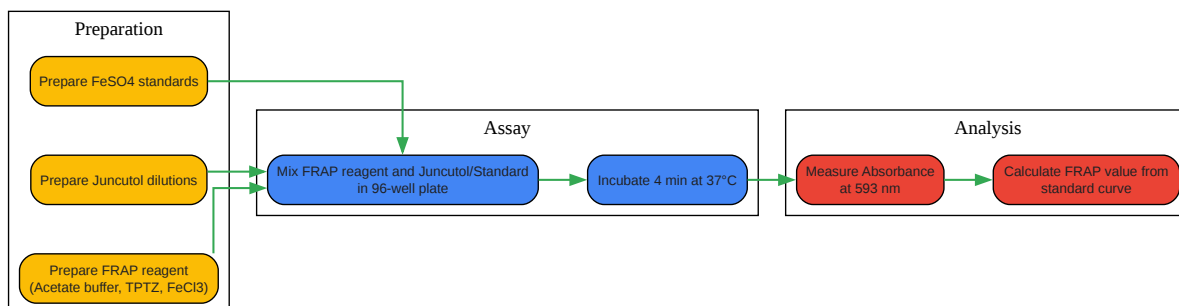 Preparation
Prepare FeSO4 standards
Prepare Juncutol dilutions
Prepare FRAP reagent
(Acetate buffer, TPTZ, FeCl3)
Assay
Mix FRAP reagent and Juncutol/Standard
in 96-well plate
Incubate 4 min at 37°C
Analysis
Measure Absorbance
at 593 nm
Calculate FRAP value from
standard curve